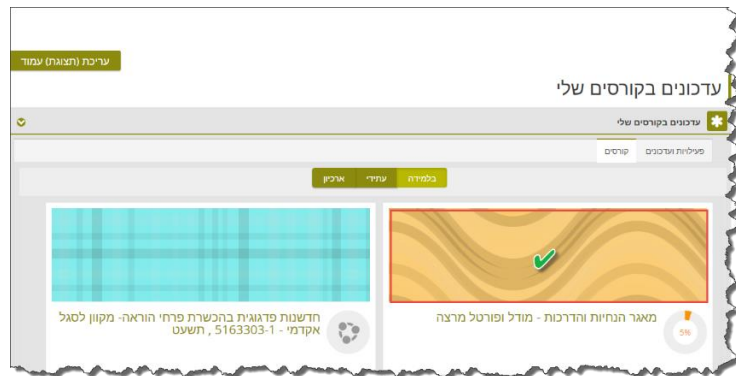 עריכת (תצוגת) עמוד
עדכונים בקורסים שלי
עדכונים בקורסים שלי
פעילויות ועדכונים קורסים
בלמידה עתידי ארכיון
מאגר הנחיות והדרכות - מודל ופורטל מרצה
5%
חדשנות פדגוגית בהכשרת פרחי הוראה- מקוון לסגל
אקדמי - 5163303-1 , תשעט